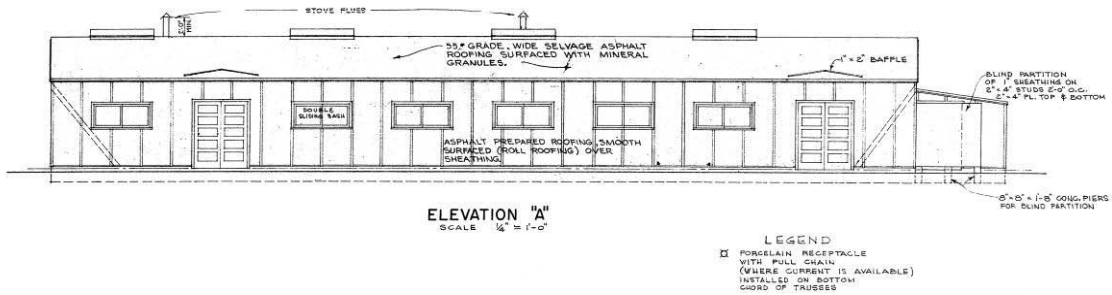 STOVE FLUES
2'-0"
MIN.
55# GRADE, WIDE SELVAGE ASPHALT
ROOFING SURFACED WITH MINERAL
GRANULES.
1" × 2" BAFFLE
BLIND PARTITION
OF 1" SHEATHING ON
2" × 4" STUDS 2'-0" O.C.
2" × 4" PL. TOP & BOTTOM
DOUBLE
SLIDING SASH
ASPHALT PREPARED ROOFING, SMOOTH
SURFACED (ROLL ROOFING) OVER
SHEATHING.
8" × 8" × 1'-8" CONC. PIERS
FOR BLIND PARTITION
ELEVATION "A"
SCALE 1/4" = 1'-0"
LEGEND
PORCELAIN RECEPTACLE
WITH PULL CHAIN
(WHERE CURRENT IS AVAILABLE)
INSTALLED ON BOTTOM
CHORD OF TRUSSES